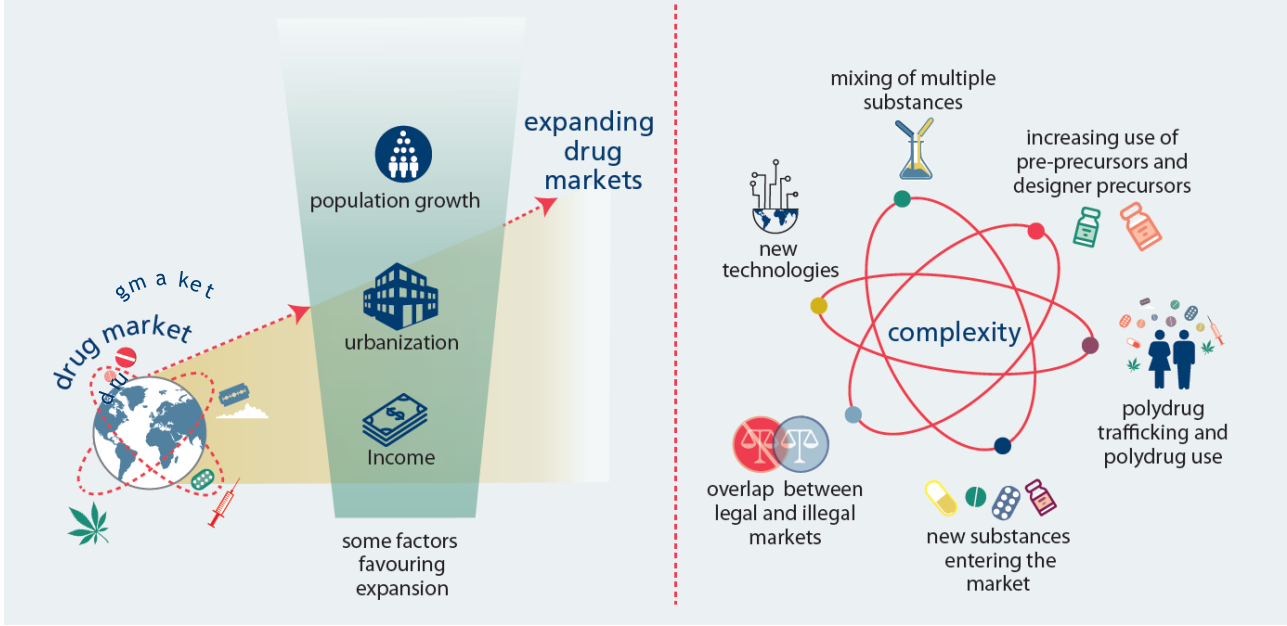 population growth
urbanization
Income
expanding
drug
markets
g m a ket
drug market
dru
some factors
favouring
expansion
mixing of multiple
substances
increasing use of
pre-precursors and
designer precursors
new
technologies
complexity
polydrug
trafficking and
polydrug use
overlap between
legal and illegal
markets
new substances
entering the
market